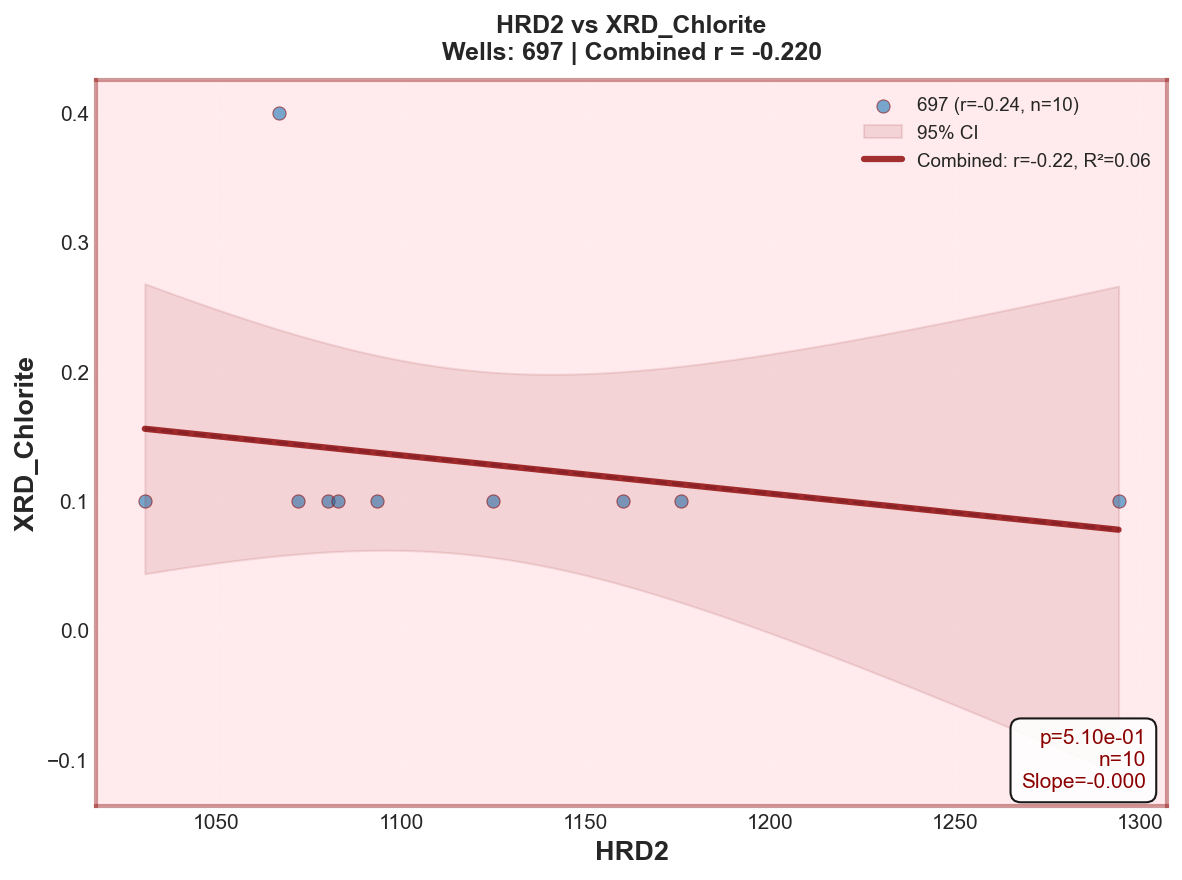 HRD2 vs XRD_Chlorite
Wells: 697 | Combined r = -0.220
697 (r=-0.24, n=10)
95% CI
Combined: r=-0.22, R²=0.06
0.4
0.3
0.2
0.1
0.0
−0.1
XRD_Chlorite
p=5.10e-01
n=10
Slope=-0.000
1050
1100
1150
1200
1250
1300
HRD2